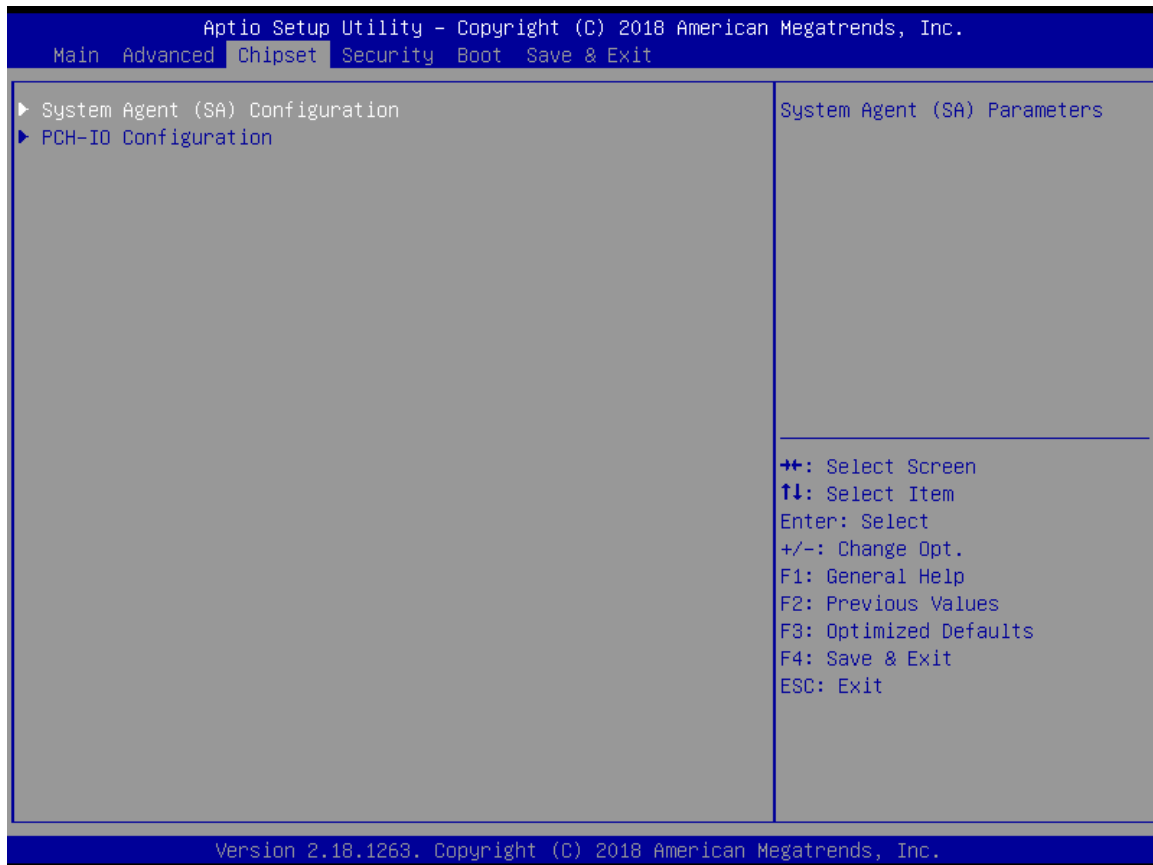 Aptio Setup Utility – Copyright (C) 2018 American Megatrends, Inc.
Main Advanced Chipset Security Boot Save & Exit
▶ System Agent (SA) Configuration
▶ PCH-IO Configuration
System Agent (SA) Parameters
→←: Select Screen
↑↓: Select Item
Enter: Select
+/-: Change Opt.
F1: General Help
F2: Previous Values
F3: Optimized Defaults
F4: Save & Exit
ESC: Exit
Version 2.18.1263. Copyright (C) 2018 American Megatrends, Inc.